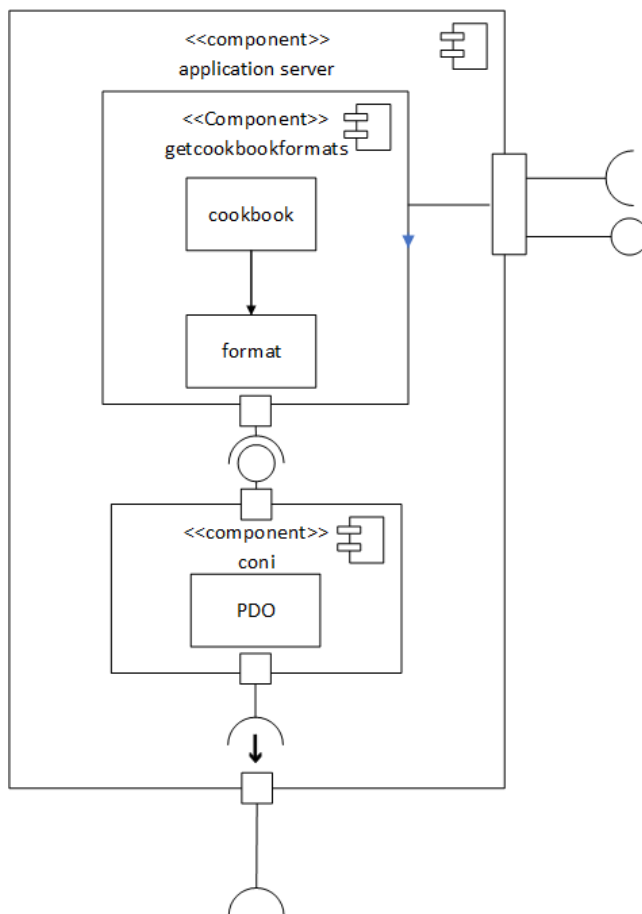 <<component>>
application server
<<Component>>
getcookbookformats
cookbook
format
<<component>>
coni
PDO